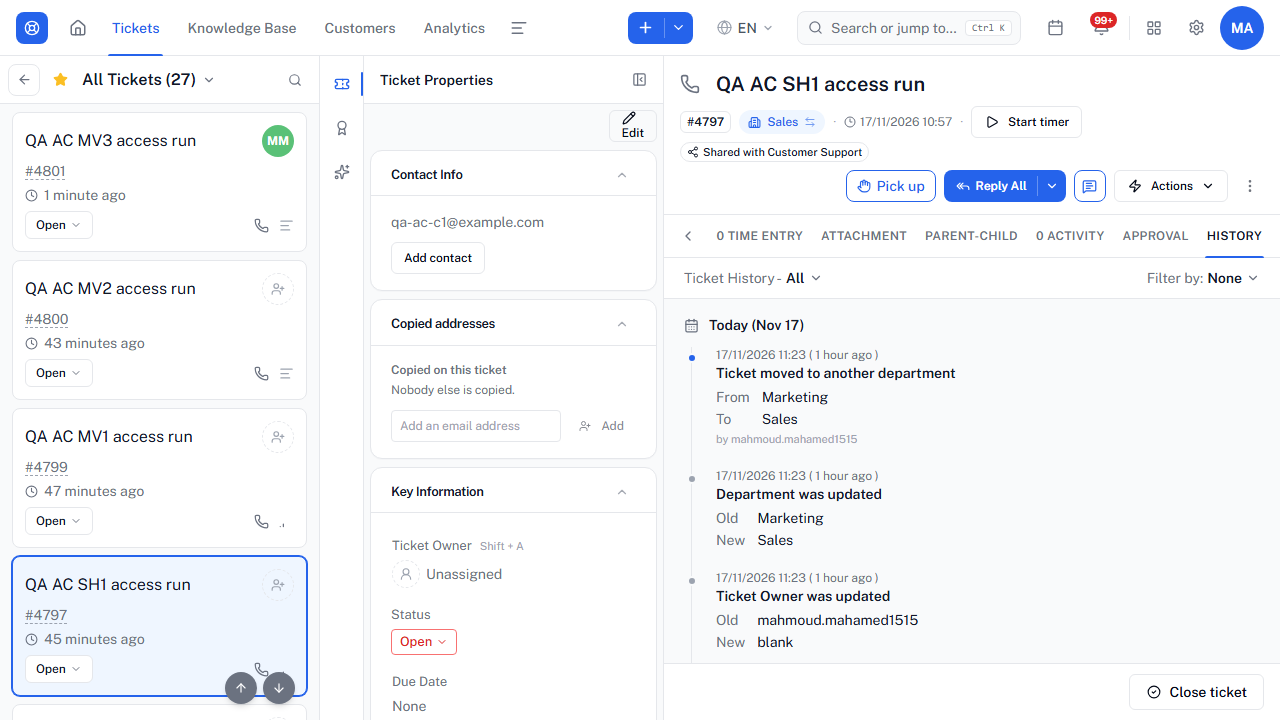 Tickets
Knowledge Base
Customers
Analytics
EN
Search or jump to...
Ctrl K
99+
MA
All Tickets (27)
QA AC MV3 access run
MM
#4801
1 minute ago
Open
QA AC MV2 access run
#4800
43 minutes ago
Open
QA AC MV1 access run
#4799
47 minutes ago
Open
QA AC SH1 access run
#4797
45 minutes ago
Open
Ticket Properties
Edit
Contact Info
qa-ac-c1@example.com
Add contact
Copied addresses
Copied on this ticket
Nobody else is copied.
Add an email address
Add
Key Information
Ticket Owner Shift + A
Unassigned
Status
Open
Due Date
None
QA AC SH1 access run
#4797 Sales · 17/11/2026 10:57 · Start timer
Shared with Customer Support
Pick up
Reply All
Actions
0 TIME ENTRY
ATTACHMENT
PARENT-CHILD
0 ACTIVITY
APPROVAL
HISTORY
Ticket History - All
Filter by: None
Today (Nov 17)
17/11/2026 11:23 ( 1 hour ago )
Ticket moved to another department
From Marketing
To Sales
by mahmoud.mahamed1515
17/11/2026 11:23 ( 1 hour ago )
Department was updated
Old Marketing
New Sales
17/11/2026 11:23 ( 1 hour ago )
Ticket Owner was updated
Old mahmoud.mahamed1515
New blank
Close ticket